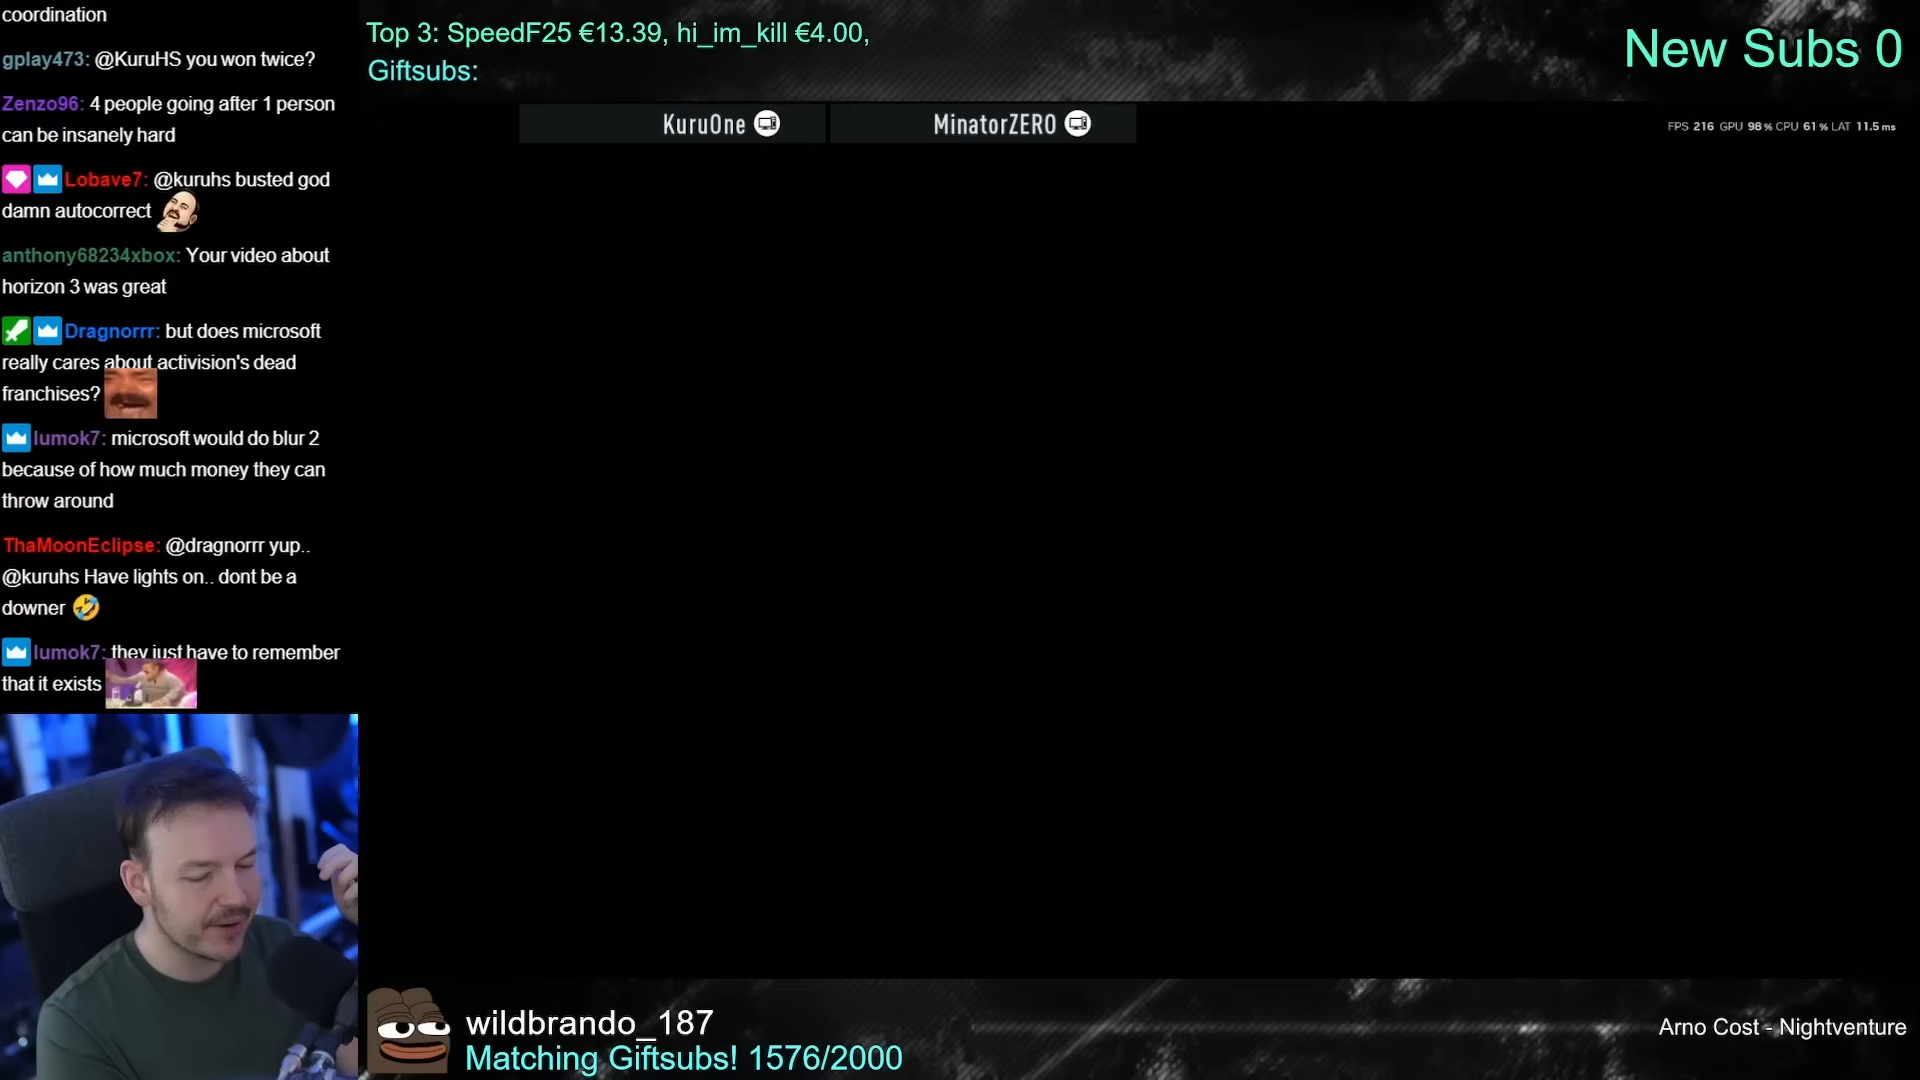 coordination
gplay473: @KuruHS you won twice?
Zenzo96: 4 people going after 1 person
can be insanely hard
Lobave7: @kuruhs busted god
damn autocorrect
anthony68234xbox: Your video about
horizon 3 was great
Dragnorrr: but does microsoft
really cares about activision's dead
franchises?
lumok7: microsoft would do blur 2
because of how much money they can
throw around
ThaMoonEclipse: @dragnorrr yup..
@kuruhs Have lights on.. dont be a
downer 🤣
lumok7: they just have to remember
that it exists
Top 3: SpeedF25 €13.39, hi_im_kill €4.00,
Giftsubs:
New Subs 0
KuruOne
MinatorZERO
FPS 216 GPU 98 % CPU 61 % LAT 11.5 ms
wildbrando_187
Matching Giftsubs! 1576/2000
Arno Cost - Nightventure